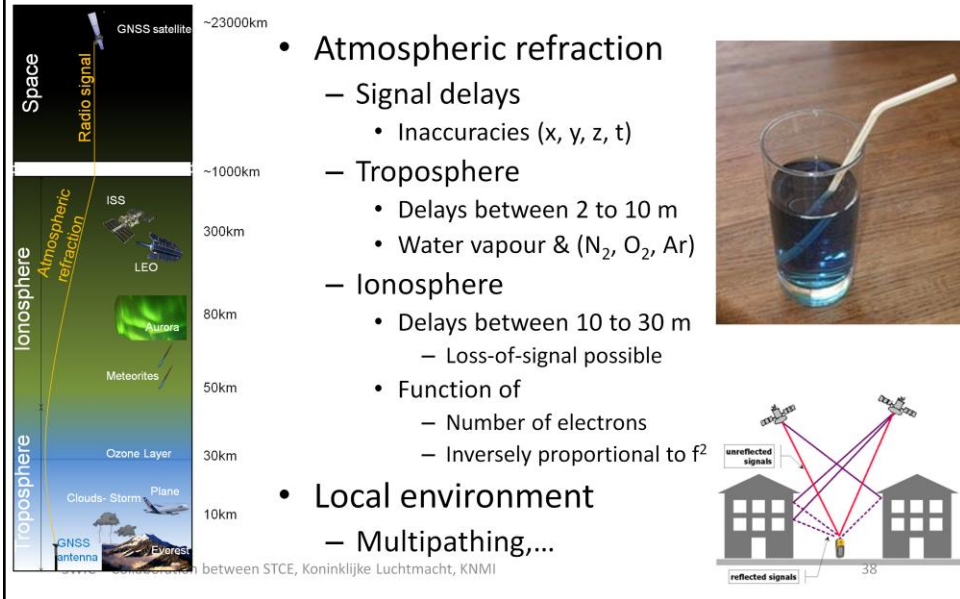 GNSS satellite
~23000km
Space
Radio signal
~1000km
ISS
Atmospheric
refraction
300km
LEO
Ionosphere
Aurora
80km
Meteorites
50km
Troposphere
Ozone Layer
30km
Plane
Clouds- Storm
10km
GNSS
antenna
Everest
• Atmospheric refraction
– Signal delays
• Inaccuracies (x, y, z, t)
– Troposphere
• Delays between 2 to 10 m
• Water vapour & (N₂, O₂, Ar)
– Ionosphere
• Delays between 10 to 30 m
– Loss-of-signal possible
• Function of
– Number of electrons
– Inversely proportional to f²
• Local environment
– Multipathing,…
unreflected
signals
reflected signals
between STCE, Koninklijke Luchtmacht, KNMI
38